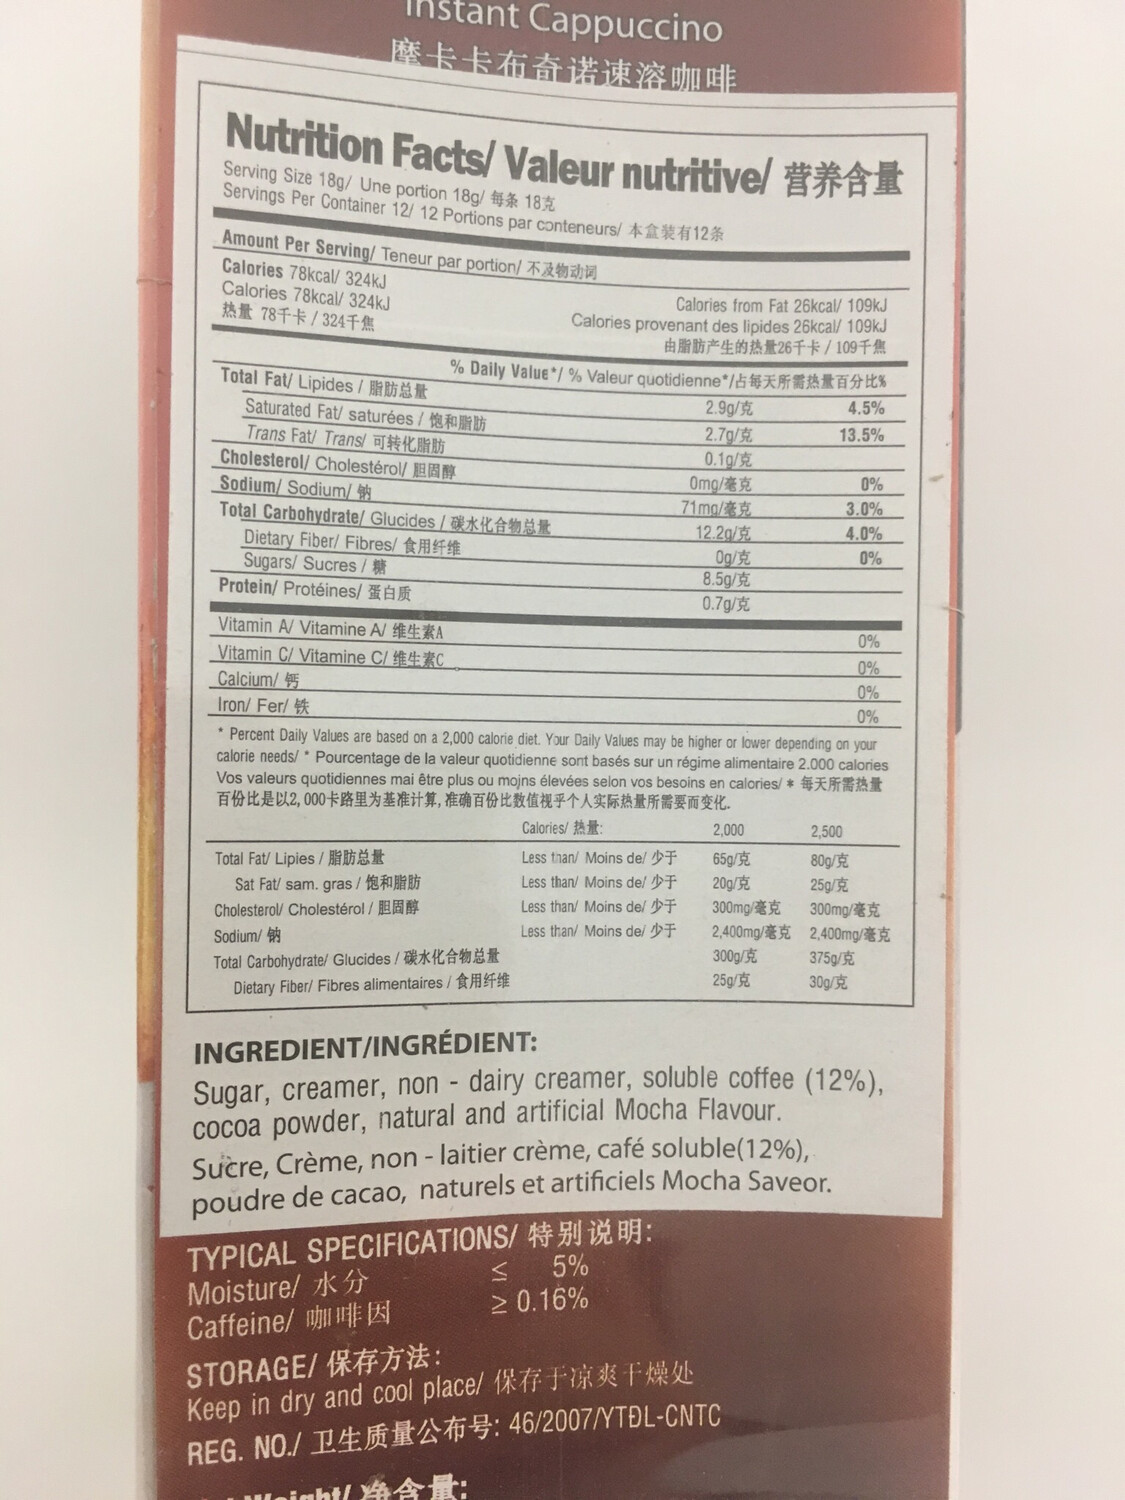 Instant Cappuccino
摩卡卡布奇诺速溶咖啡
Nutrition Facts/ Valeur nutritive/ 营养含量
Serving Size 18g/ Une portion 18g/ 每条 18克
Servings Per Container 12/ 12 Portions par conteneurs/ 本盒装有12条
Amount Per Serving/ Teneur par portion/ 不及物动词
Calories 78kcal/ 324kJ
Calories from Fat 26kcal/ 109kJ
Calories 78kcal/ 324kJ
Calories provenant des lipides 26kcal/ 109kJ
热量 78千卡 / 324千焦
由脂肪产生的热量26千卡 / 109千焦
% Daily Value*/ % Valeur quotidienne*/占每天所需热量百分比%
Total Fat/ Lipides / 脂肪总量 2.9g/克 4.5%
Saturated Fat/ saturées / 饱和脂肪 2.7g/克 13.5%
Trans Fat/ Trans/ 可转化脂肪 0.1g/克
Cholesterol/ Cholestérol/ 胆固醇 0mg/毫克 0%
Sodium/ Sodium/ 钠 71mg/毫克 3.0%
Total Carbohydrate/ Glucides / 碳水化合物总量 12.2g/克 4.0%
Dietary Fiber/ Fibres/ 食用纤维 0g/克 0%
Sugars/ Sucres / 糖 8.5g/克
Protein/ Protéines/ 蛋白质 0.7g/克
Vitamin A/ Vitamine A/ 维生素A 0%
Vitamin C/ Vitamine C/ 维生素C 0%
Calcium/ 钙 0%
Iron/ Fer/ 铁 0%
* Percent Daily Values are based on a 2,000 calorie diet. Your Daily Values may be higher or lower depending on your
calorie needs/ * Pourcentage de la valeur quotidienne sont basés sur un régime alimentaire 2.000 calories
Vos valeurs quotidiennes mai être plus ou mojns élevées selon vos besoins en calories/ * 每天所需热量
百份比是以2,000卡路里为基准计算,准确百份比数值视乎个人实际热量所需要而变化.
Calories/ 热量: 2,000 2,500
Total Fat/ Lipies / 脂肪总量 Less than/ Moins de/ 少于 65g/克 80g/克
Sat Fat/ sam. gras / 饱和脂肪 Less than/ Moins de/ 少于 20g/克 25g/克
Cholesterol/ Cholestérol / 胆固醇 Less than/ Moins de/ 少于 300mg/毫克 300mg/毫克
Sodium/ 钠 Less than/ Moins de/ 少于 2,400mg/毫克 2,400mg/毫克
Total Carbohydrate/ Glucides / 碳水化合物总量 300g/克 375g/克
Dietary Fiber/ Fibres alimentaires / 食用纤维 25g/克 30g/克
INGREDIENT/INGRÉDIENT:
Sugar, creamer, non - dairy creamer, soluble coffee (12%),
cocoa powder, natural and artificial Mocha Flavour.
Sucre, Crème, non - laitier crème, café soluble(12%),
poudre de cacao, naturels et artificiels Mocha Saveor.
TYPICAL SPECIFICATIONS/ 特别说明:
Moisture/ 水分 ≤ 5%
Caffeine/ 咖啡因 ≥ 0.16%
STORAGE/ 保存方法:
Keep in dry and cool place/ 保存于凉爽干燥处
REG. NO./ 卫生质量公布号: 46/2007/YTĐL-CNTC
Weight/ 净含量: